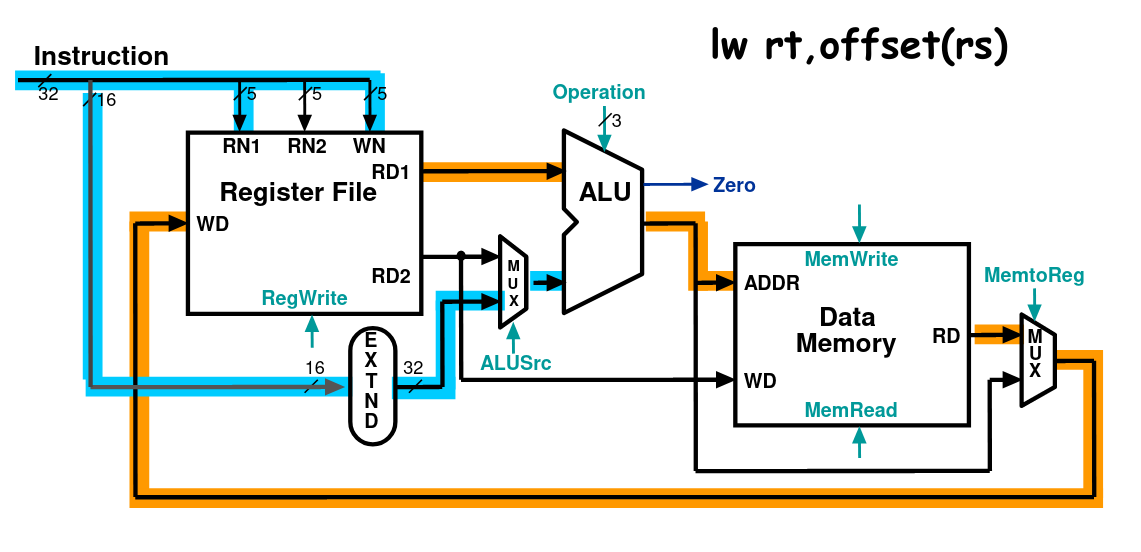 lw rt,offset(rs)
Instruction
32
16
5
5
5
Operation
3
RN1
RN2
WN
RD1
Register File
ALU
Zero
WD
RD2
RegWrite
M
U
X
ALUSrc
MemWrite
ADDR
Data
Memory
RD
WD
MemRead
MemtoReg
M
U
X
16
E
X
T
N
D
32